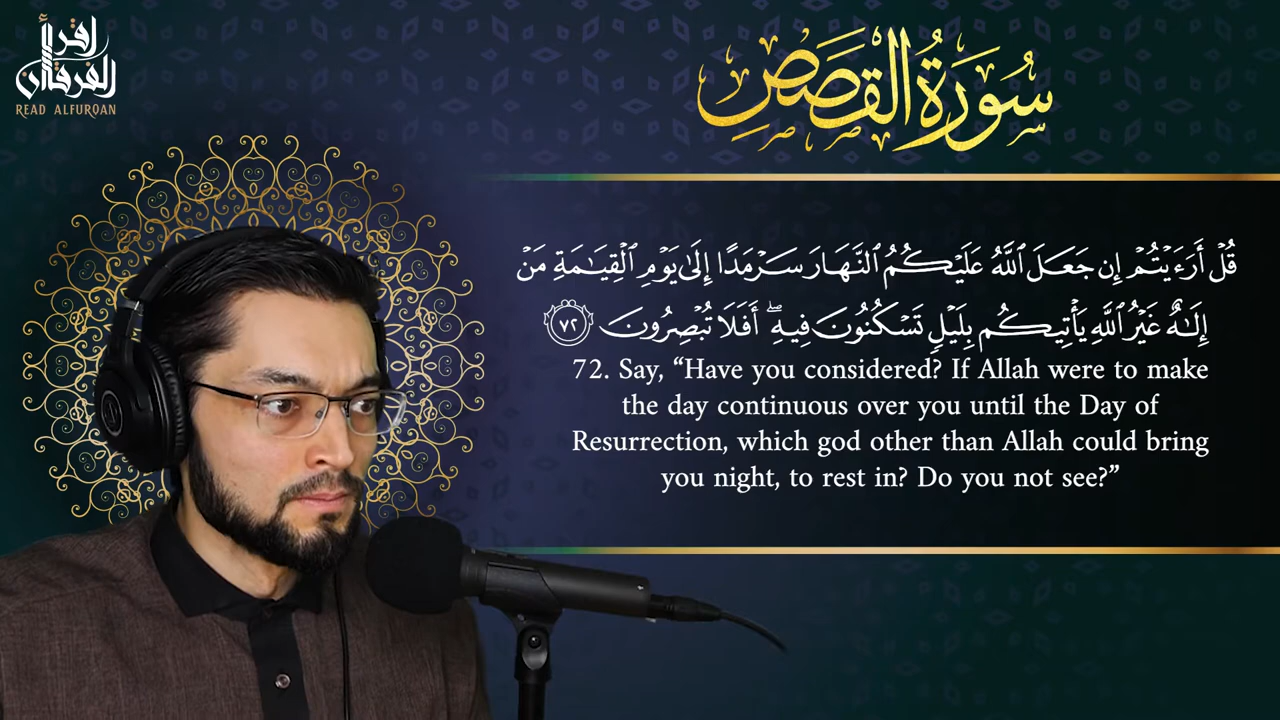 اقرأ
الفرقان
READ ALFURQAN
سُورَةُ القَصَصِ
قُلْ أَرَءَيْتُمْ إِن جَعَلَ ٱللَّهُ عَلَيْكُمُ ٱلنَّهَارَ سَرْمَدًا إِلَىٰ يَوْمِ ٱلْقِيَـٰمَةِ مَنْ
إِلَـٰهٌ غَيْرُ ٱللَّهِ يَأْتِيكُم بِلَيْلٍ تَسْكُنُونَ فِيهِ ۖ أَفَلَا تُبْصِرُونَ ٧٢
72. Say, “Have you considered? If Allah were to make
the day continuous over you until the Day of
Resurrection, which god other than Allah could bring
you night, to rest in? Do you not see?”